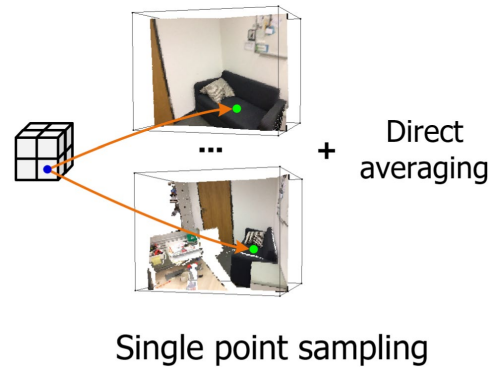 ...
+
Direct
averaging
Single point sampling